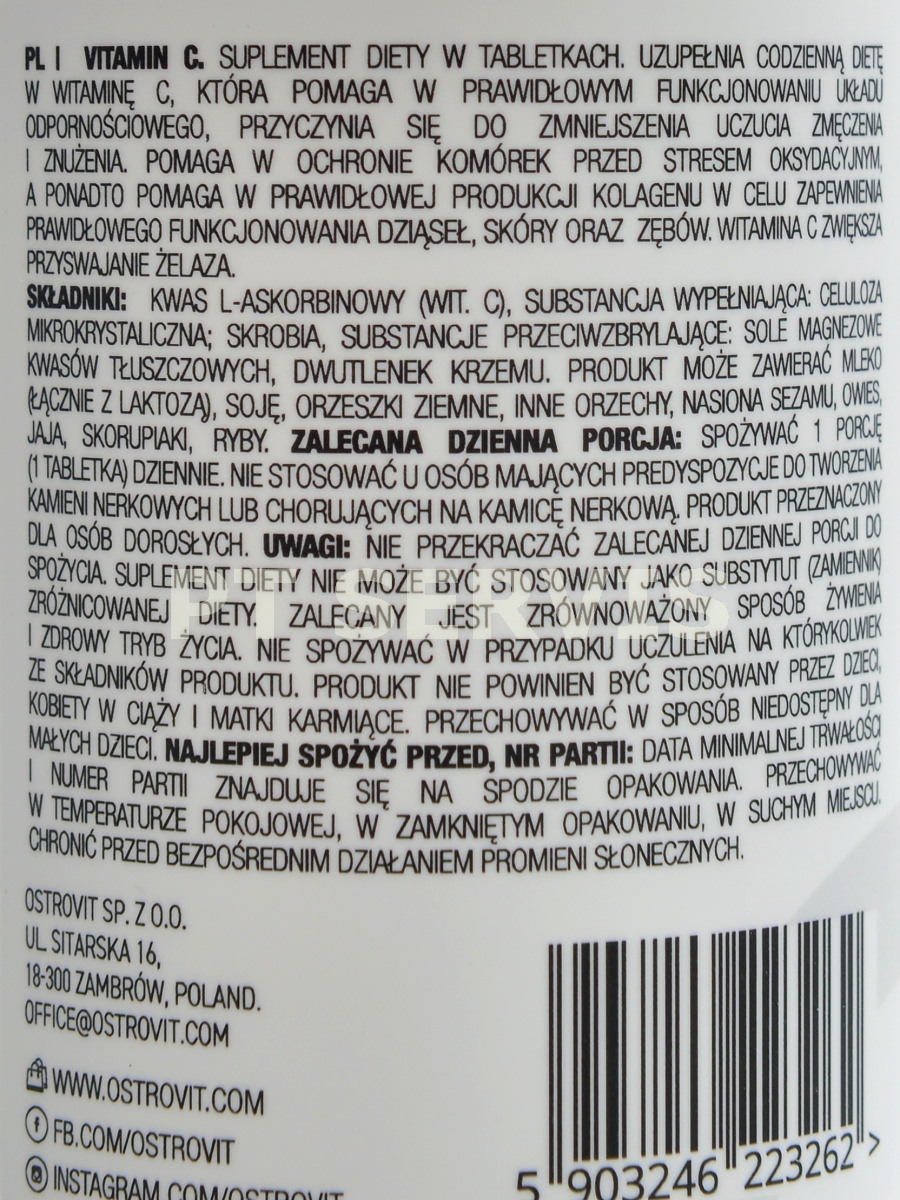 PL | VITAMIN C. SUPLEMENT DIETY W TABLETKACH. UZUPEŁNIA CODZIENNĄ DIETĘ
W WITAMINĘ C, KTÓRA POMAGA W PRAWIDŁOWYM FUNKCJONOWANIU UKŁADU
ODPORNOŚCIOWEGO, PRZYCZYNIA SIĘ DO ZMNIEJSZENIA UCZUCIA ZMĘCZENIA
I ZNUŻENIA. POMAGA W OCHRONIE KOMÓREK PRZED STRESEM OKSYDACYJNYM,
A PONADTO POMAGA W PRAWIDŁOWEJ PRODUKCJI KOLAGENU W CELU ZAPEWNIENIA
PRAWIDŁOWEGO FUNKCJONOWANIA DZIĄSEŁ, SKÓRY ORAZ ZĘBÓW. WITAMINA C ZWIĘKSZA
PRZYSWAJANIE ŻELAZA.
SKŁADNIKI: KWAS L-ASKORBINOWY (WIT. C), SUBSTANCJA WYPEŁNIAJĄCA: CELULOZA
MIKROKRYSTALICZNA; SKROBIA, SUBSTANCJE PRZECIWZBRYLAJĄCE: SOLE MAGNEZOWE
KWASÓW TŁUSZCZOWYCH, DWUTLENEK KRZEMU. PRODUKT MOŻE ZAWIERAĆ MLEKO
(ŁĄCZNIE Z LAKTOZĄ), SOJĘ, ORZESZKI ZIEMNE, INNE ORZECHY, NASIONA SEZAMU, OWIES,
JAJA, SKORUPIAKI, RYBY. ZALECANA DZIENNA PORCJA: SPOŻYWAĆ 1 PORCJĘ
(1 TABLETKA) DZIENNIE. NIE STOSOWAĆ U OSÓB MAJĄCYCH PREDYSPOZYCJE DO TWORZENIA
KAMIENI NERKOWYCH LUB CHORUJĄCYCH NA KAMICĘ NERKOWĄ. PRODUKT PRZEZNACZONY
DLA OSÓB DOROSŁYCH. UWAGI: NIE PRZEKRACZAĆ ZALECANEJ DZIENNEJ PORCJI DO
SPOŻYCIA. SUPLEMENT DIETY NIE MOŻE BYĆ STOSOWANY JAKO SUBSTYTUT (ZAMIENNIK)
ZRÓŻNICOWANEJ DIETY. ZALECANY JEST ZRÓWNOWAŻONY SPOSÓB ŻYWIENIA
I ZDROWY TRYB ŻYCIA. NIE SPOŻYWAĆ W PRZYPADKU UCZULENIA NA KTÓRYKOLWIEK
ZE SKŁADNIKÓW PRODUKTU. PRODUKT NIE POWINIEN BYĆ STOSOWANY PRZEZ DZIECI,
KOBIETY W CIĄŻY I MATKI KARMIĄCE. PRZECHOWYWAĆ W SPOSÓB NIEDOSTĘPNY DLA
MAŁYCH DZIECI. NAJLEPIEJ SPOŻYĆ PRZED, NR PARTII: DATA MINIMALNEJ TRWAŁOŚCI
I NUMER PARTII ZNAJDUJE SIĘ NA SPODZIE OPAKOWANIA. PRZECHOWYWAĆ
W TEMPERATURZE POKOJOWEJ, W ZAMKNIĘTYM OPAKOWANIU, W SUCHYM MIEJSCU.
CHRONIĆ PRZED BEZPOŚREDNIM DZIAŁANIEM PROMIENI SŁONECZNYCH.
PT SERVIS
OSTROVIT SP. Z O.O.
UL. SITARSKA 16,
18-300 ZAMBRÓW, POLAND.
OFFICE@OSTROVIT.COM
WWW.OSTROVIT.COM
FB.COM/OSTROVIT
INSTAGRAM.COM/OSTROVIT
5 903246 223262 >